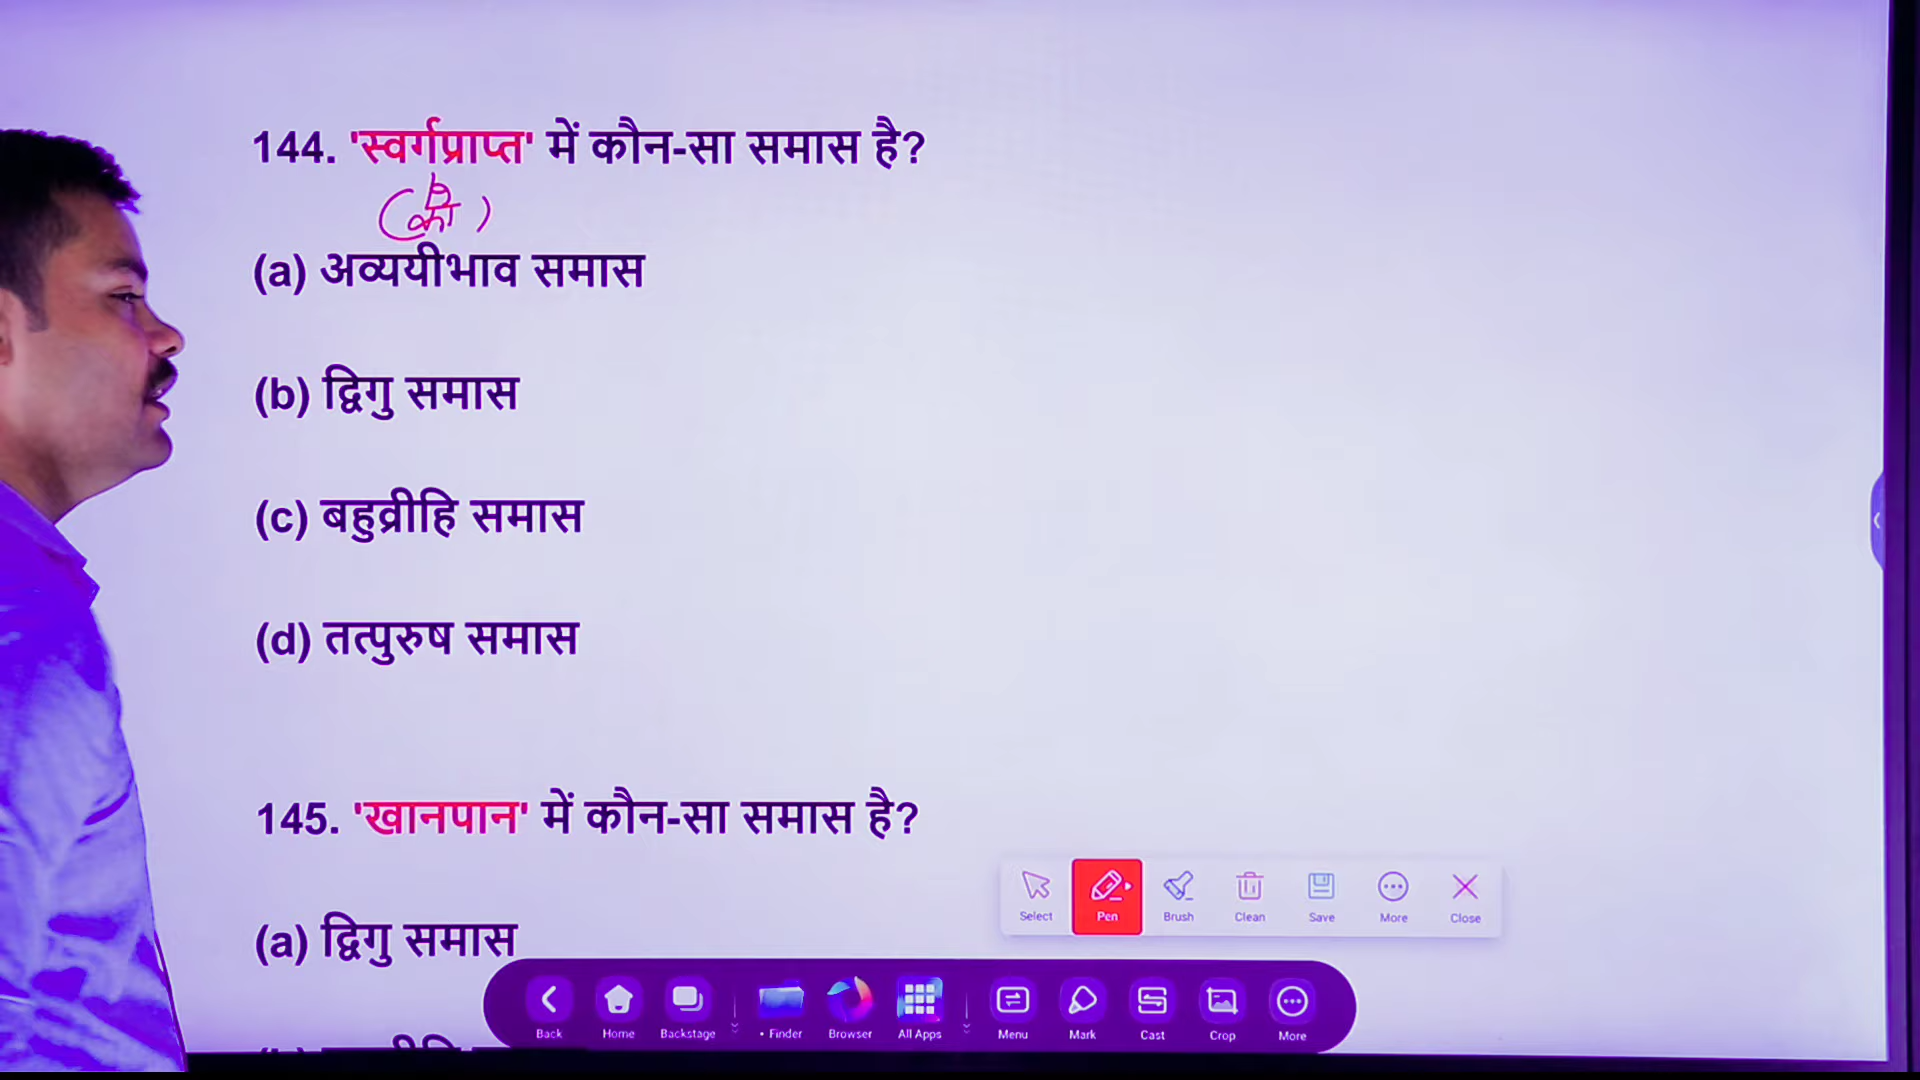 144. 'स्वर्गप्राप्त' में कौन-सा समास है?
(a) अव्ययीभाव समास
(b) द्विगु समास
(c) बहुव्रीहि समास
(d) तत्पुरुष समास
145. 'खानपान' में कौन-सा समास है?
Select Pen Brush Clean Save More Close
(a) द्विगु समास
Back Home Backstage • Finder Browser All Apps Menu Mark Cast Crop More